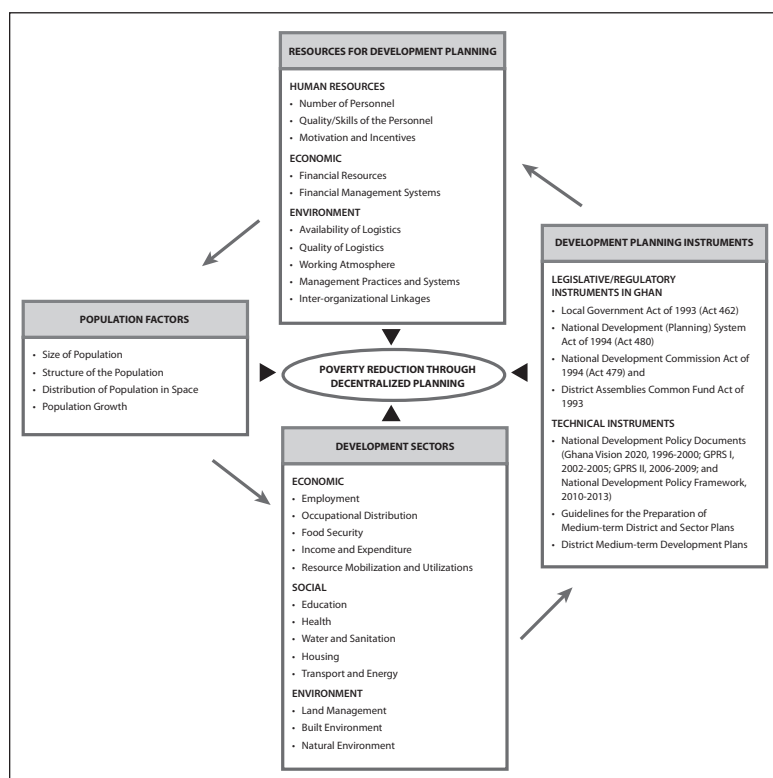 RESOURCES FOR DEVELOPMENT PLANNING
HUMAN RESOURCES
• Number of Personnel
• Quality/Skills of the Personnel
• Motivation and Incentives
ECONOMIC
• Financial Resources
• Financial Management Systems
ENVIRONMENT
• Availability of Logistics
• Quality of Logistics
• Working Atmosphere
• Management Practices and Systems
• Inter-organizational Linkages
POPULATION FACTORS
• Size of Population
• Structure of the Population
• Distribution of Population in Space
• Population Growth
POVERTY REDUCTION THROUGH
DECENTRALIZED PLANNING
DEVELOPMENT PLANNING INSTRUMENTS
LEGISLATIVE/REGULATORY
INSTRUMENTS IN GHAN
• Local Government Act of 1993 (Act 462)
• National Development (Planning) System
Act of 1994 (Act 480)
• National Development Commission Act of
1994 (Act 479) and
• District Assemblies Common Fund Act of
1993
TECHNICAL INSTRUMENTS
• National Development Policy Documents
(Ghana Vision 2020, 1996-2000; GPRS I,
2002-2005; GPRS II, 2006-2009; and
National Development Policy Framework,
2010-2013)
• Guidelines for the Preparation of
Medium-term District and Sector Plans
• District Medium-term Development Plans
DEVELOPMENT SECTORS
ECONOMIC
• Employment
• Occupational Distribution
• Food Security
• Income and Expenditure
• Resource Mobilization and Utilizations
SOCIAL
• Education
• Health
• Water and Sanitation
• Housing
• Transport and Energy
ENVIRONMENT
• Land Management
• Built Environment
• Natural Environment